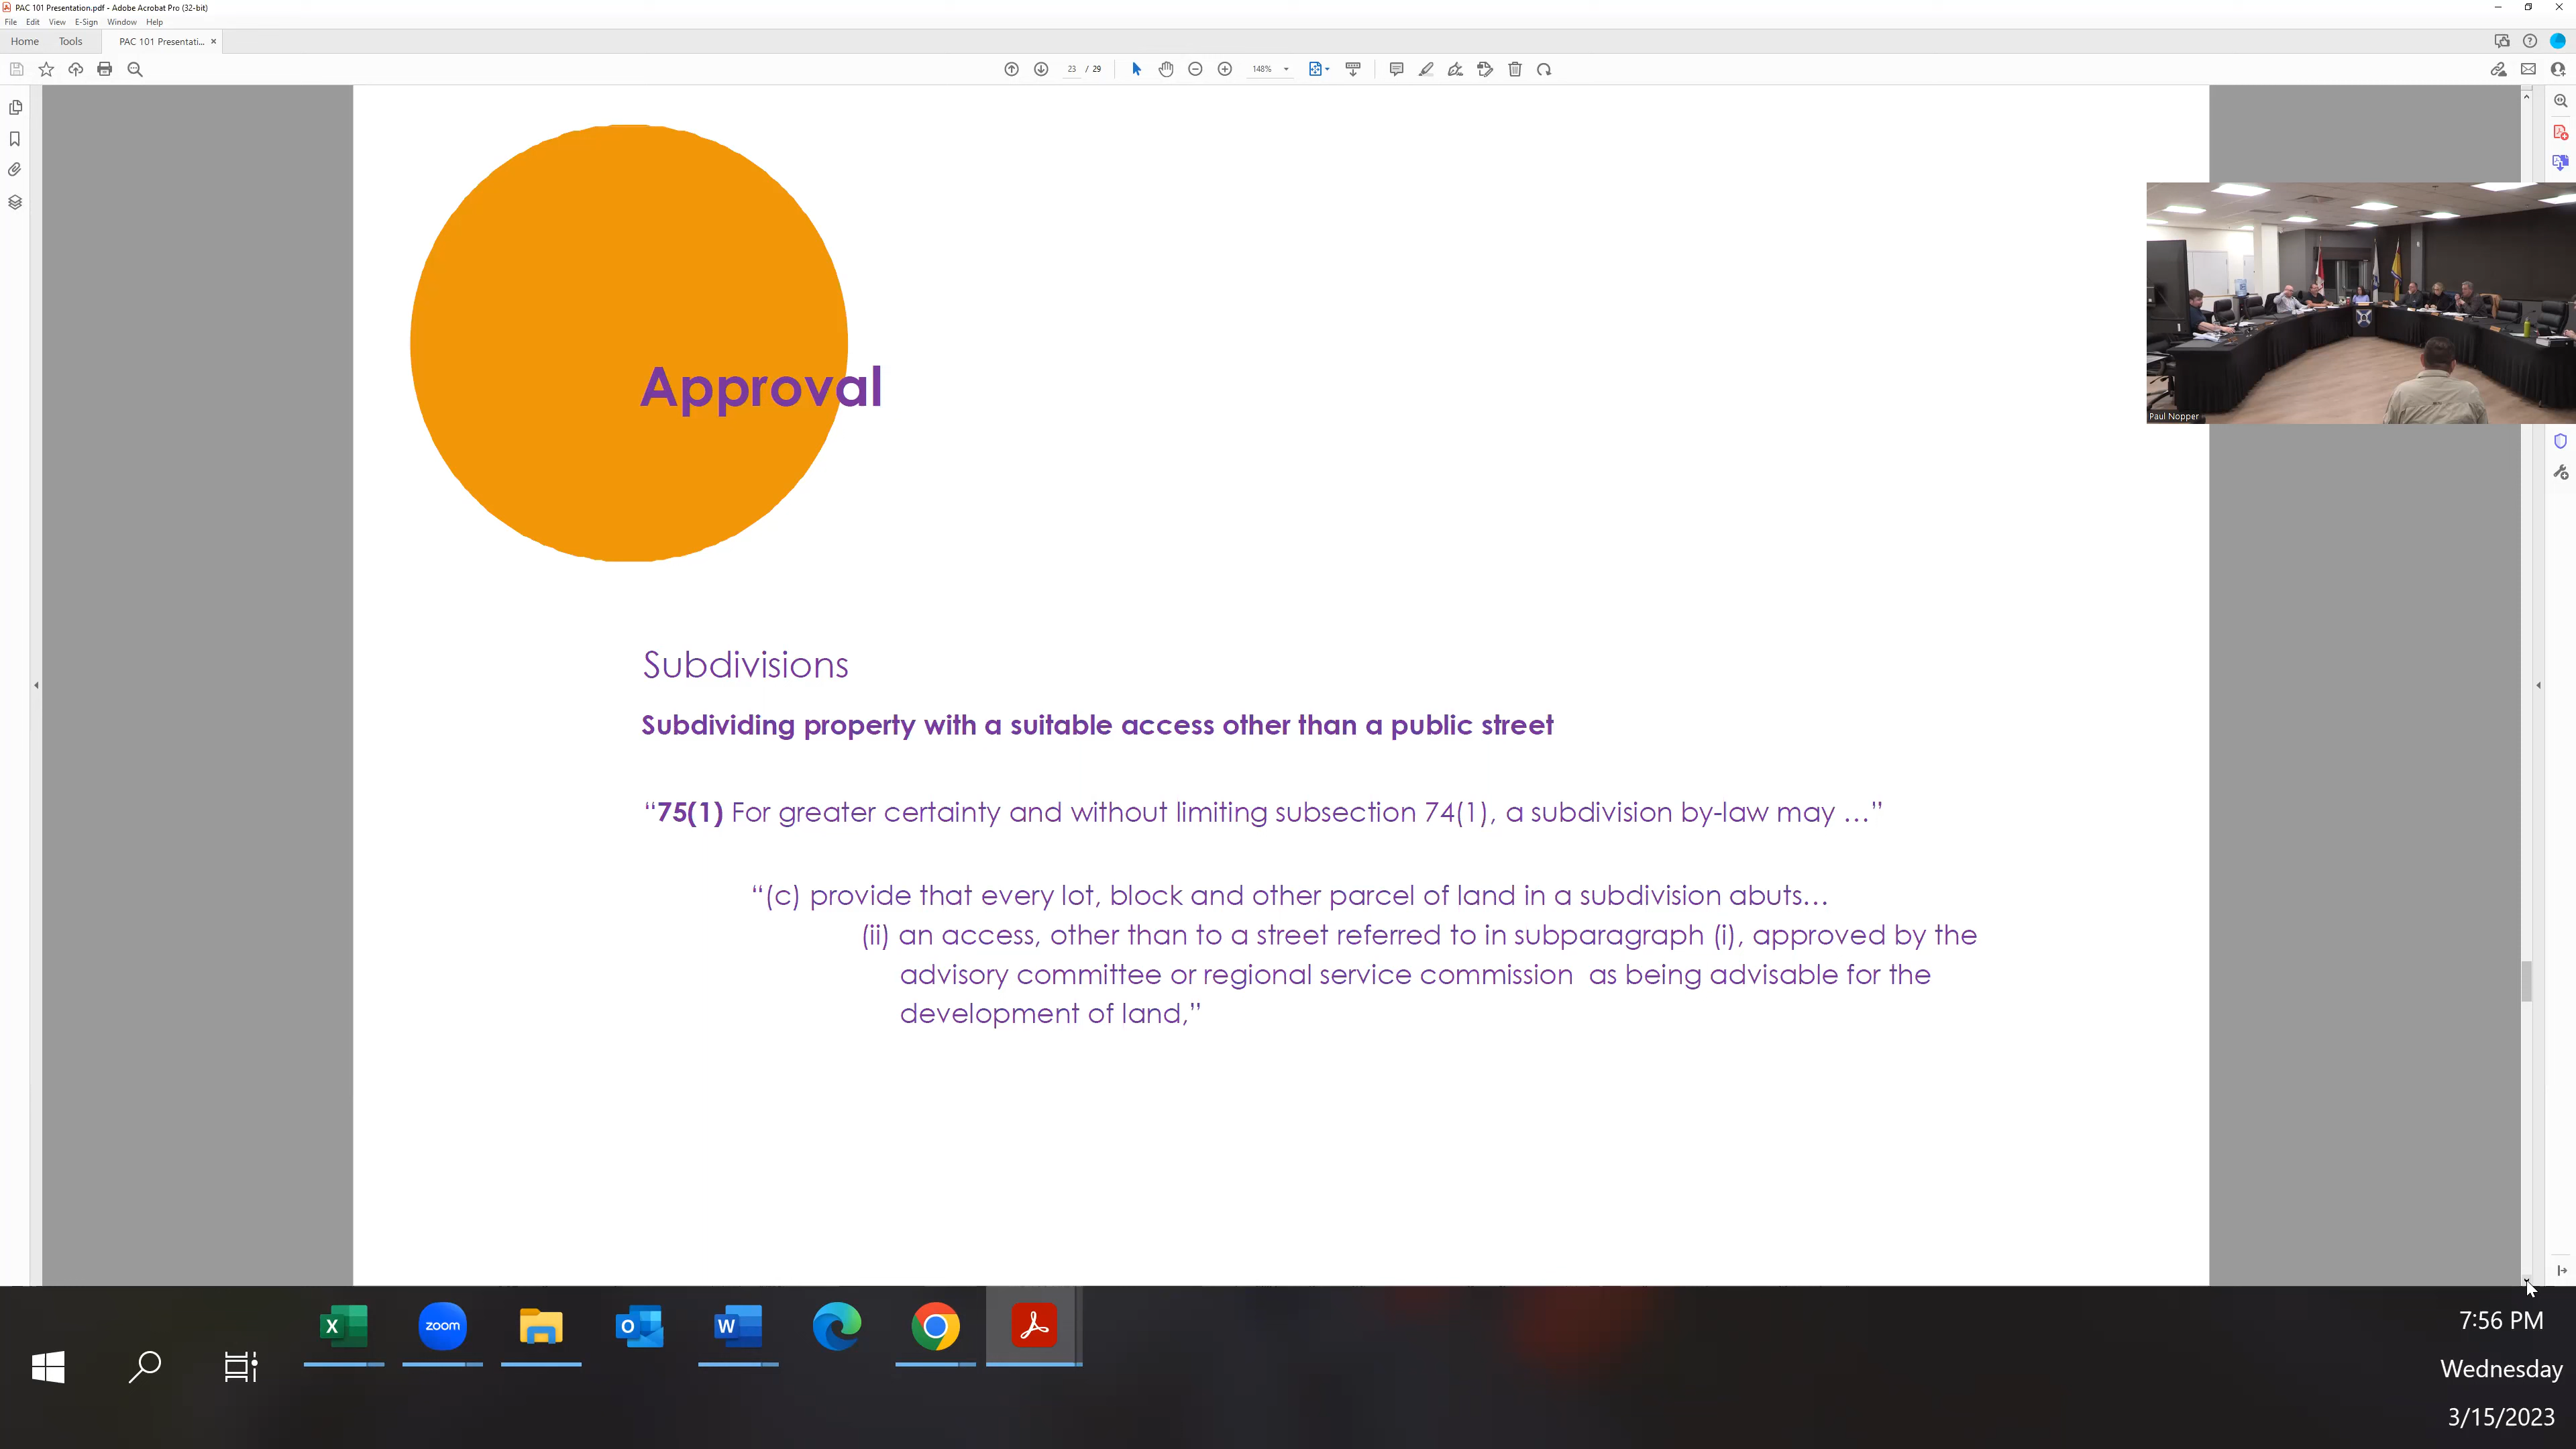 PAC 101 Presentation.pdf - Adobe Acrobat Pro (32-bit)
File Edit View E-Sign Window Help
Home Tools PAC 101 Presentati... ×
23 / 29 148%
Paul Nopper
Approval
Subdivisions
Subdividing property with a suitable access other than a public street
“75(1) For greater certainty and without limiting subsection 74(1), a subdivision by-law may …”
“(c) provide that every lot, block and other parcel of land in a subdivision abuts…
(ii) an access, other than to a street referred to in subparagraph (i), approved by the
advisory committee or regional service commission as being advisable for the
development of land,”
X zoom O W
7:56 PM
Wednesday
3/15/2023